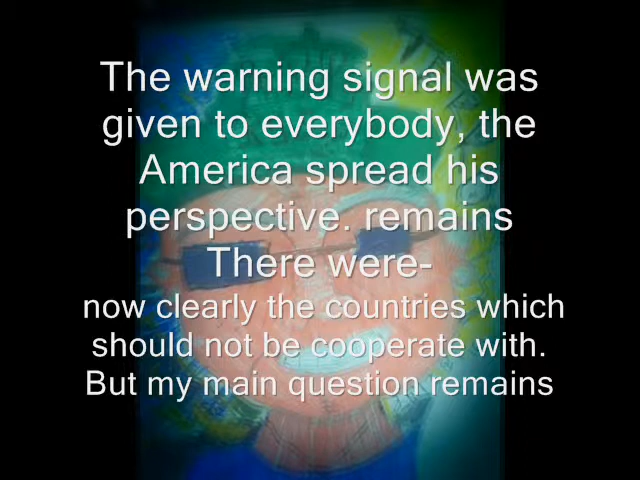 The warning signal was
given to everybody, the
America spread his
perspective. remains
There were-
now clearly the countries which
should not be cooperate with.
But my main question remains